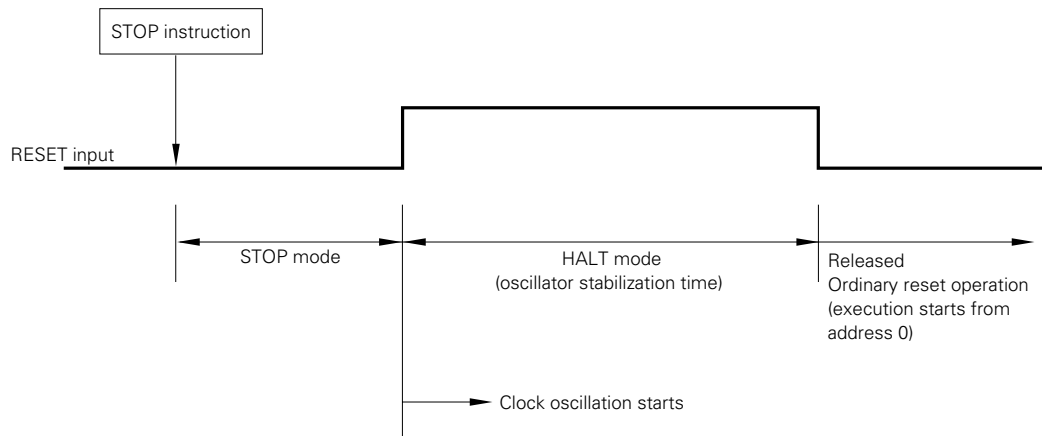 STOP instruction
RESET input
STOP mode
HALT mode
(oscillator stabilization time)
Released
Ordinary reset operation
(execution starts from
address 0)
Clock oscillation starts